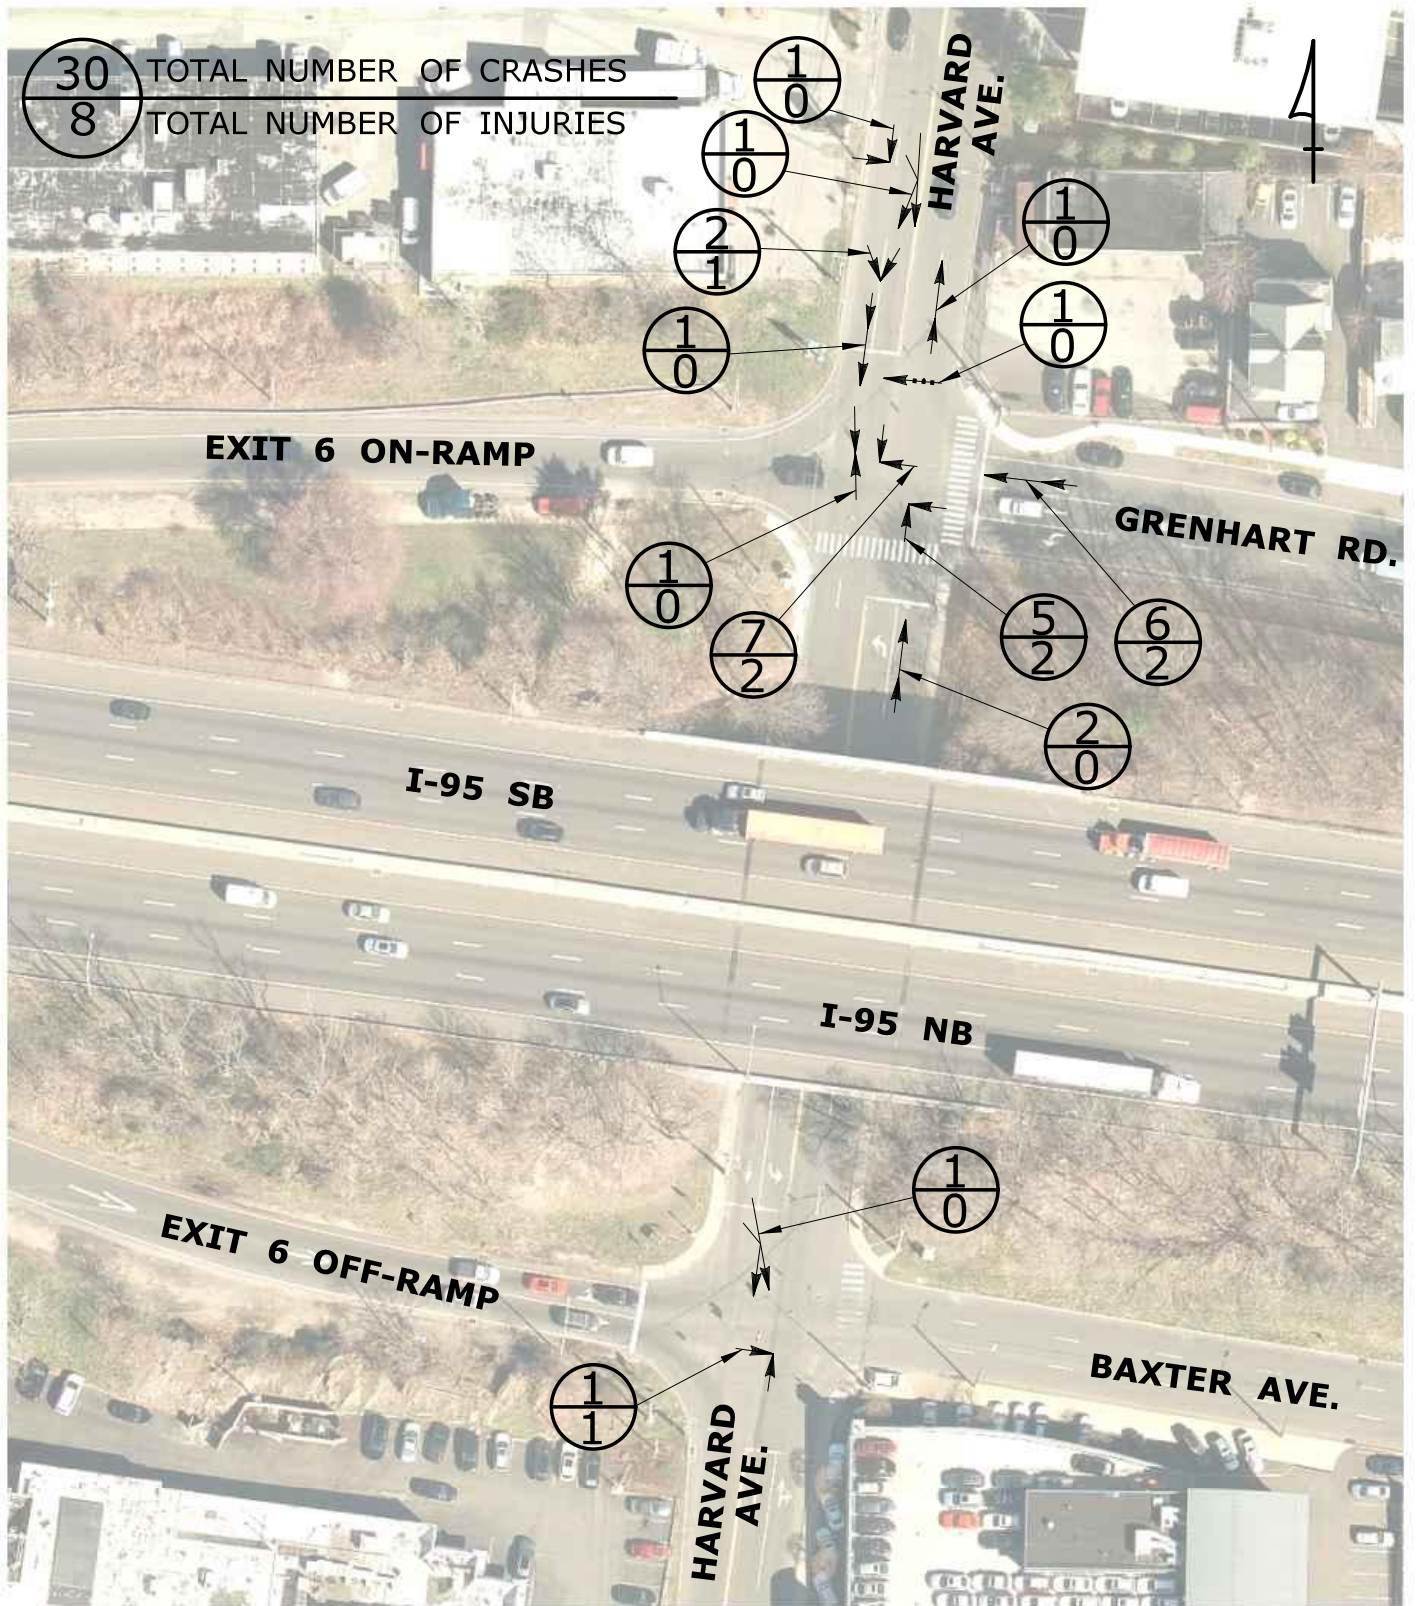 30 TOTAL NUMBER OF CRASHES
8 TOTAL NUMBER OF INJURIES
1
0
HARVARD
AVE.
1
0
1
0
2
1
1
0
1
0
EXIT 6 ON-RAMP
GRENHART RD.
1
0
7
2
5
2
6
2
2
0
I-95 SB
I-95 NB
1
0
EXIT 6 OFF-RAMP
BAXTER AVE.
1
1
HARVARD
AVE.